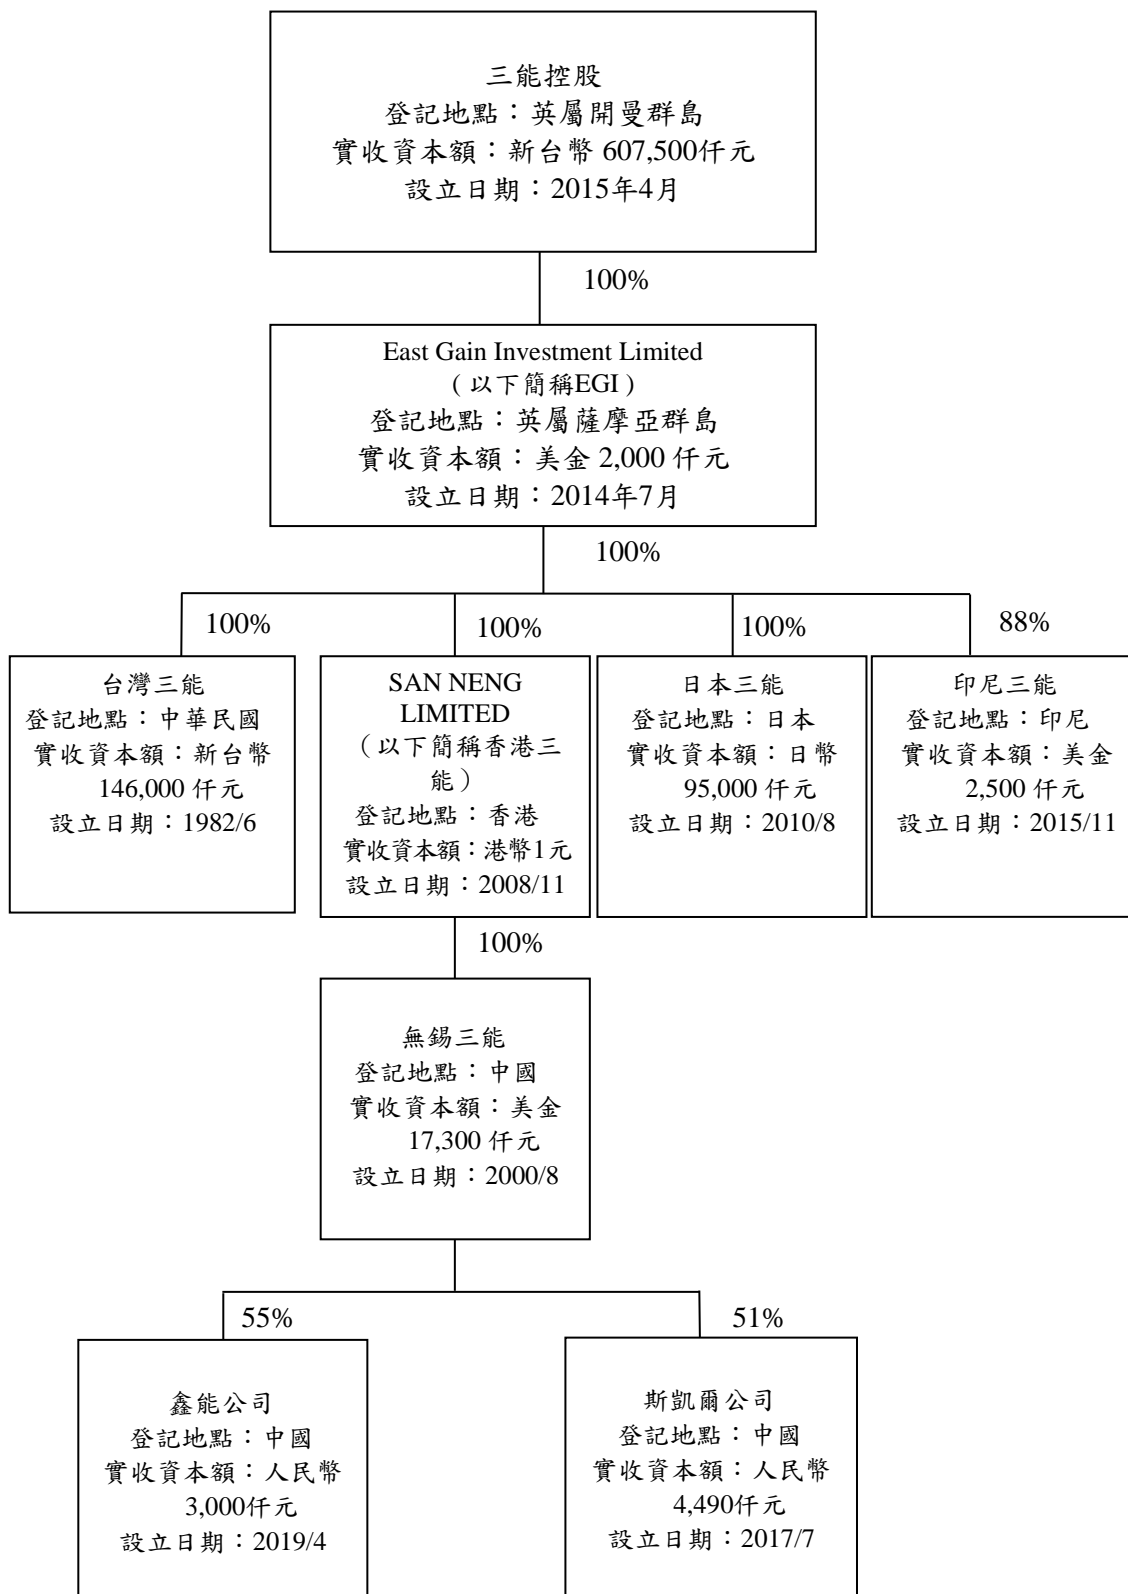 三能控股
登記地點：英屬開曼群島
實收資本額：新台幣 607,500仟元
設立日期：2015年4月
100%
East Gain Investment Limited
（以下簡稱EGI）
登記地點：英屬薩摩亞群島
實收資本額：美金 2,000 仟元
設立日期：2014年7月
100%
100%
台灣三能
登記地點：中華民國
實收資本額：新台幣
146,000 仟元
設立日期：1982/6
100%
SAN NENG
LIMITED
（以下簡稱香港三
能）
登記地點：香港
實收資本額：港幣1元
設立日期：2008/11
100%
日本三能
登記地點：日本
實收資本額：日幣
95,000 仟元
設立日期：2010/8
88%
印尼三能
登記地點：印尼
實收資本額：美金
2,500 仟元
設立日期：2015/11
100%
無錫三能
登記地點：中國
實收資本額：美金
17,300 仟元
設立日期：2000/8
55%
鑫能公司
登記地點：中國
實收資本額：人民幣
3,000仟元
設立日期：2019/4
51%
斯凱爾公司
登記地點：中國
實收資本額：人民幣
4,490仟元
設立日期：2017/7